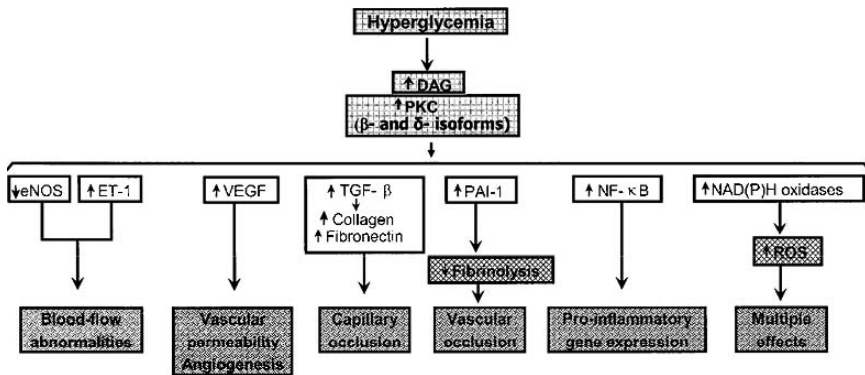 Hyperglycemia
↑ DAG
↑ PKC
(β- and δ- isoforms)
↓eNOS
↑ET-1
↑VEGF
↑ TGF- β
↑ Collagen
↑ Fibronectin
↑PAI-1
↑ NF- κB
↑NAD(P)H oxidases
↓ Fibrinolysis
↑ROS
Blood-flow
abnormalities
Vascular
permeability
Angiogenesis
Capillary
occlusion
Vascular
occlusion
Pro-inflammatory
gene expression
Multiple
effects